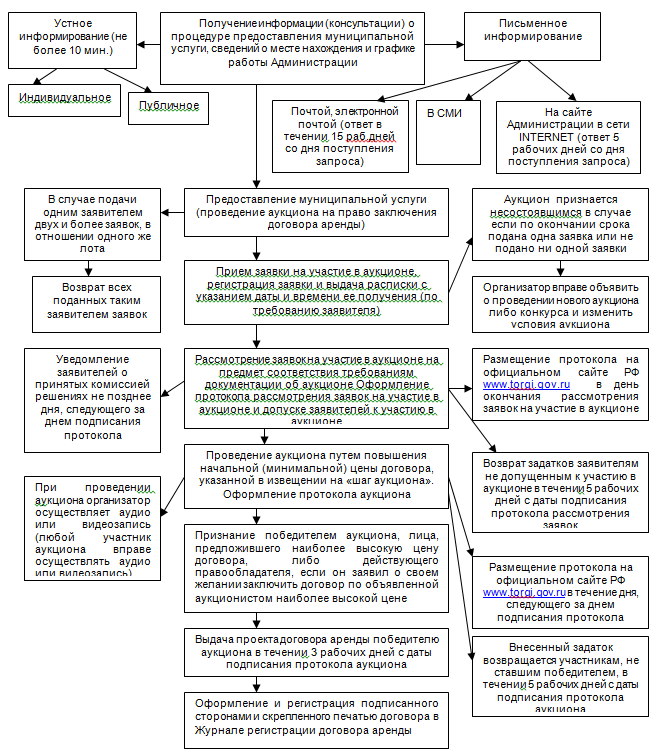 Устное
информирование (не
более 10 мин.)
Получение информации (консультации) о
процедуре предоставления муниципальной
услуги, сведений о месте нахождения и графике
работы Администрации
Письменное
информирование
Индивидуальное
Публичное
Почтой, электронной
почтой (ответ в
течении 15 раб.дней
со дня поступления
запроса)
В СМИ
На сайте
Администрации в сети
INTERNET (ответ 5
рабочих дней со дня
поступления запроса)
В случае подачи
одним заявителем
двух и более заявок, в
отношении одного же
лота
Предоставление муниципальной услуги
(проведение аукциона на право заключения
договора аренды)
Аукцион признается
несостоявшимся в случае
если по окончании срока
подана одна заявка или не
подано ни одной заявки
Возврат всех
поданных таким
заявителем заявок
Прием заявки на участие в аукционе,
регистрация заявки и выдача расписки с
указанием даты и времени ее получения (по
требованию заявителя)
Организатор вправе объявить
о проведении нового аукциона
либо конкурса и изменить
условия аукциона
Уведомление
заявителей о
принятых комиссией
решениях не позднее
дня, следующего за
днем подписания
протокола
Рассмотрение заявок на участие в аукционе на
предмет соответствия требованиям,
документации об аукционе Оформление
протокола рассмотрения заявок на участие в
аукционе и допуске заявителей к участию в
аукционе
Размещение протокола на
официальном сайте РФ
www.torgi.gov.ru в день
окончания рассмотрения
заявок на участие в аукционе
Проведение аукциона путем повышения
начальной (минимальной) цены договора,
указанной в извещении на «шаг аукциона».
Оформление протокола аукциона
Возврат задатков заявителям
не допущенным к участию в
аукционе в течении 5 рабочих
дней с даты подписания
протокола рассмотрения
заявок
При проведении
аукциона организатор
осуществляет аудио
или видеозапись
(любой участник
аукциона вправе
осуществлять аудио
или видеозапись)
Признание победителем аукциона, лица,
предложившего наиболее высокую цену
договора, либо действующего
правообладателя, если он заявил о своем
желании заключить договор по объявленной
аукционистом наиболее высокой цене
Размещение протокола на
официальном сайте РФ
www.torgi.gov.ru в течение дня,
следующего за днем
подписания протокола
Выдача проекта договора аренды победителю
аукциона в течении 3 рабочих дней с даты
подписания протокола аукциона
Внесенный задаток
возвращается участникам, не
ставшим победителем, в
течении 5 рабочих дней с даты
подписания протокола
аукциона
Оформление и регистрация подписанного
сторонами и скрепленного печатью договора в
Журнале регистрации договора аренды